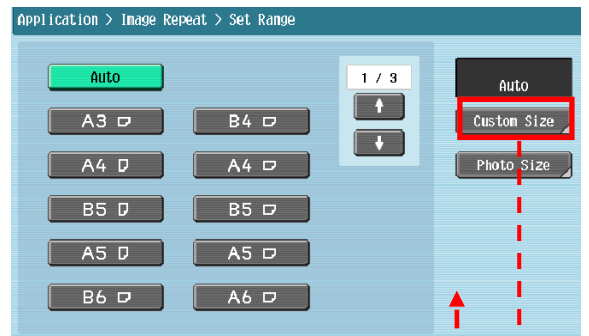 Application > Image Repeat > Set Range
Auto
1 / 3
Auto
A3
B4
Custom Size
A4
A4
Photo Size
B5
B5
A5
A5
B6
A6